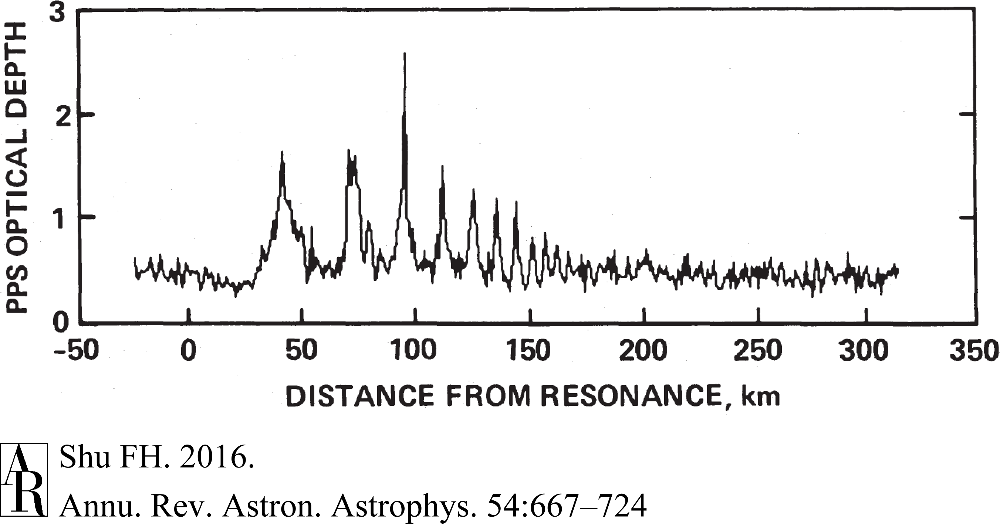 3
2
1
0
PPS OPTICAL DEPTH
-50 0 50 100 150 200 250 300 350
DISTANCE FROM RESONANCE, km
AR
Shu FH. 2016.
Annu. Rev. Astron. Astrophys. 54:667–724